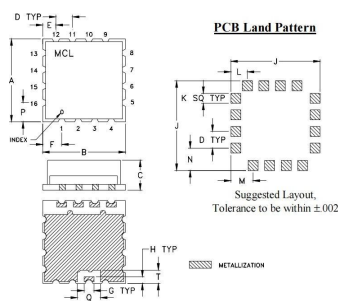 D TYP
E
12 11 10 9
PCB Land Pattern
13
14
15
16
MCL
8
7
6
5
A
P
INDEX
1 2 3 4
F
B
L
J
K SQ TYP
J
D TYP
N
M
C
Suggested Layout,
Tolerance to be within ±.002
H TYP
T
G TYP
Q
METALLIZATION